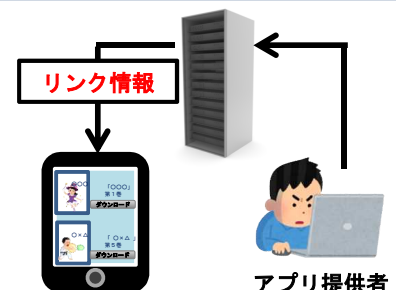 リンク情報
○○○
「○○○」
第1巻
ダウンロード
○×△
「 ○×△ 」
第5巻
ダウンロード
アプリ提供者